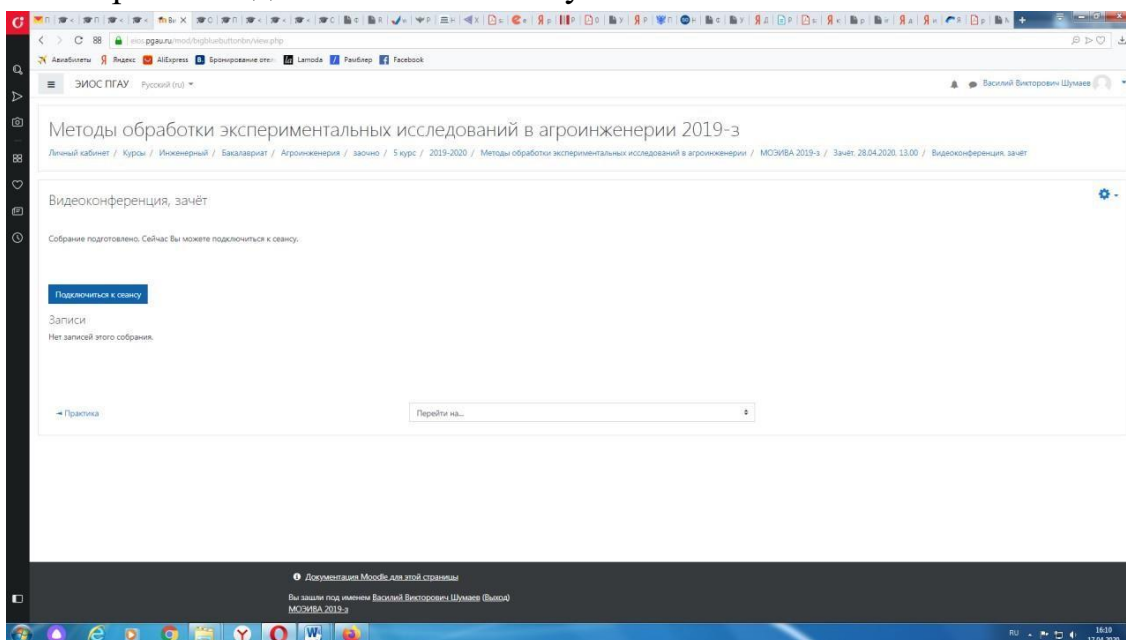 eios.pgau.ru/mod/bigbluebuttonbn/view.php
Авиабилеты Яндекс AliExpress Бронирование отел Lamoda Рамблер Facebook
ЭИОС ПГАУ Русский (ru) Василий Викторович Шумаев
Методы обработки экспериментальных исследований в агроинженерии 2019-з
Личный кабинет / Курсы / Инженерный / Бакалавриат / Агроинженерия / заочно / 5 курс / 2019-2020 / Методы обработки экспериментальных исследований в агроинженерии / МОЭИВА 2019-з / Зачёт. 28.04.2020. 13.00 / Видеоконференция, зачёт
Видеоконференция, зачёт
Собрание подготовлено. Сейчас Вы можете подключиться к сеансу.
Подключиться к сеансу
Записи
Нет записей этого собрания.
◄ Практика
Перейти на...
Документация Moodle для этой страницы
Вы зашли под именем Василий Викторович Шумаев (Выход)
МОЭИВА 2019-з
RU 16:10
17.04.2020